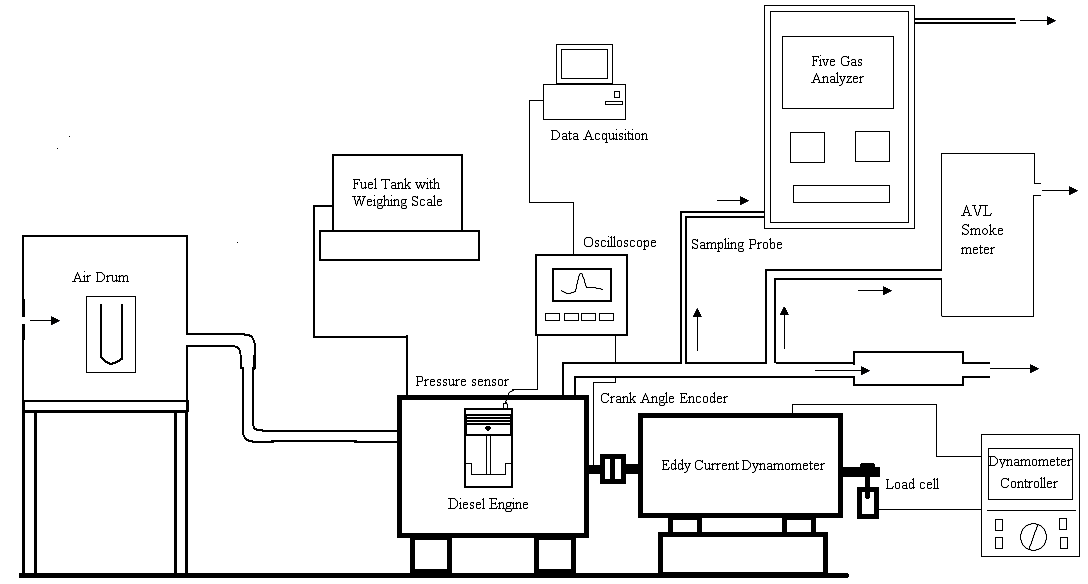 Five Gas
Analyzer
Data Acquisition
Fuel Tank with
Weighing Scale
AVL
Smoke
meter
Oscilloscope
Sampling Probe
Air Drum
Pressure sensor
Crank Angle Encoder
Eddy Current Dynamometer
Dynamometer
Controller
Load cell
Diesel Engine